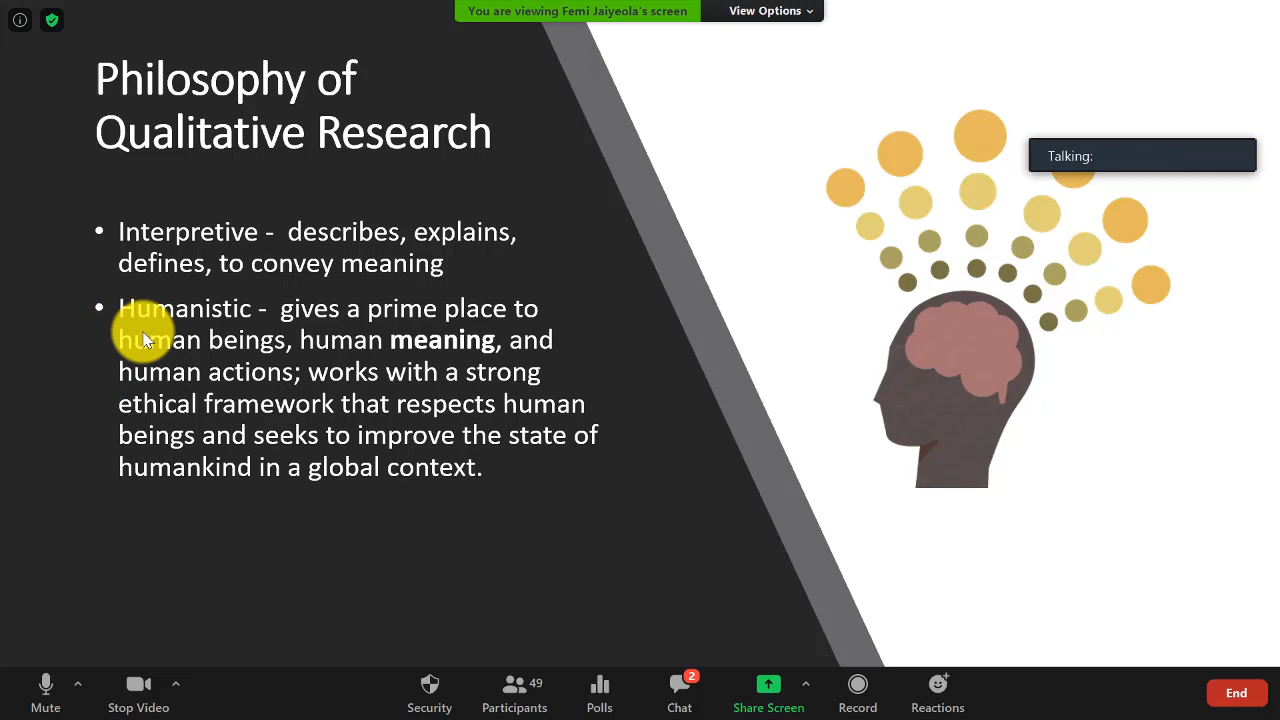 You are viewing Femi Jaiyeola's screen
View Options
Philosophy of
Qualitative Research
Talking:
• Interpretive - describes, explains,
defines, to convey meaning
• Humanistic - gives a prime place to
human beings, human meaning, and
human actions; works with a strong
ethical framework that respects human
beings and seeks to improve the state of
humankind in a global context.
Mute
Stop Video
Security
49
Participants
Polls
2
Chat
Share Screen
Record
Reactions
End